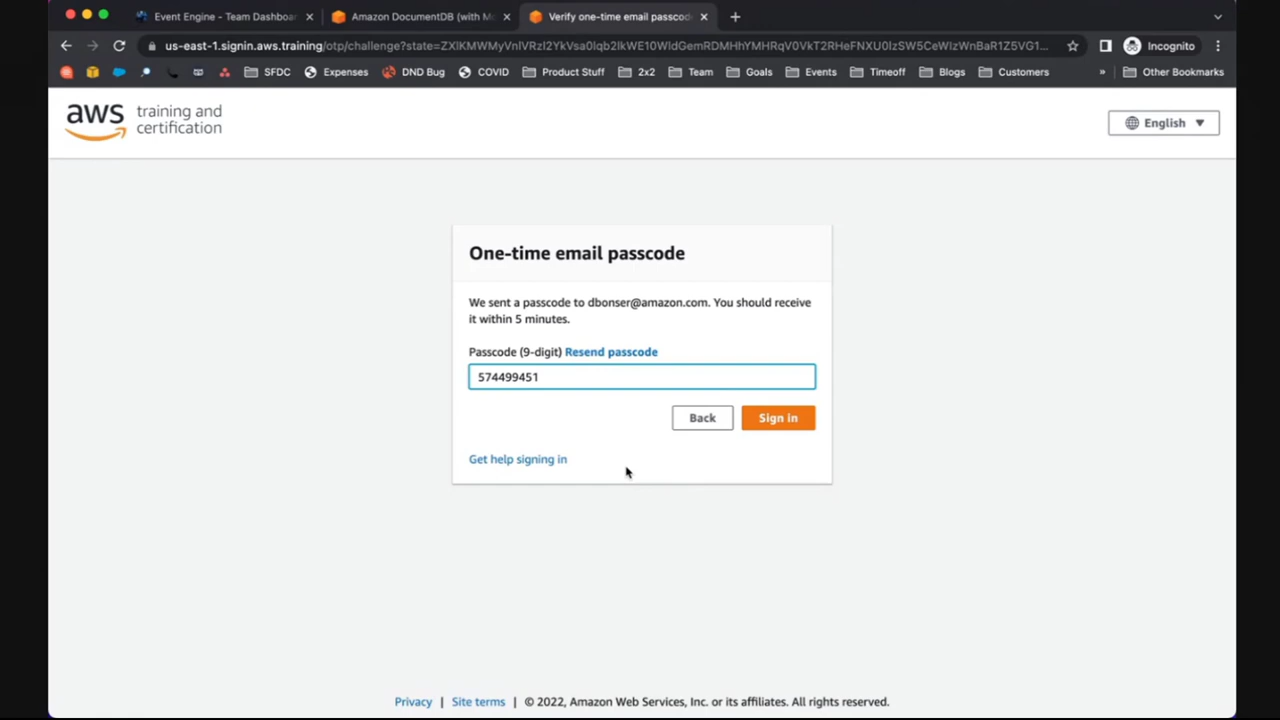 Event Engine - Team Dashboa
Amazon DocumentDB (with M
Verify one-time email passcod
us-east-1.signin.aws.training/otp/challenge?state=
Incognito
SFDC
Expenses
DND Bug
COVID
Product Stuff
2x2
Team
Goals
Events
Timeoff
Blogs
Customers
»
Other Bookmarks
aws training and
certification
English
One-time email passcode
We sent a passcode to dbonser@amazon.com. You should receive
it within 5 minutes.
Passcode (9-digit) Resend passcode
574499451
Back
Sign in
Get help signing in
Privacy | Site terms | © 2022, Amazon Web Services, Inc. or its affiliates. All rights reserved.